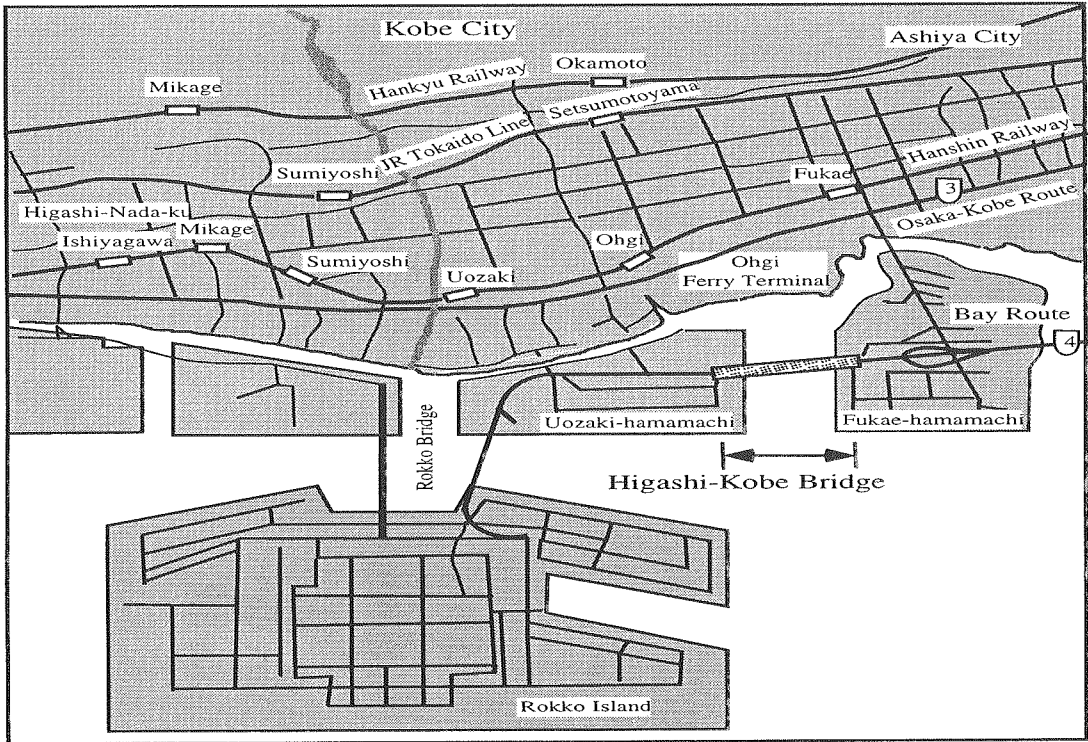 Kobe City
Ashiya City
Okamoto
Mikage
Hankyu Railway
Setsumotoyama
JR Tokaido Line
Hanshin Railway
Sumiyoshi
Fukae
3
Higashi-Nada-ku
Mikage
Osaka-Kobe Route
Ishiyagawa
Ohgi
Sumiyoshi
Uozaki
Ohgi
Ferry Terminal
Bay Route
4
Rokko Bridge
Uozaki-hamamachi
Fukae-hamamachi
Higashi-Kobe Bridge
Rokko Island